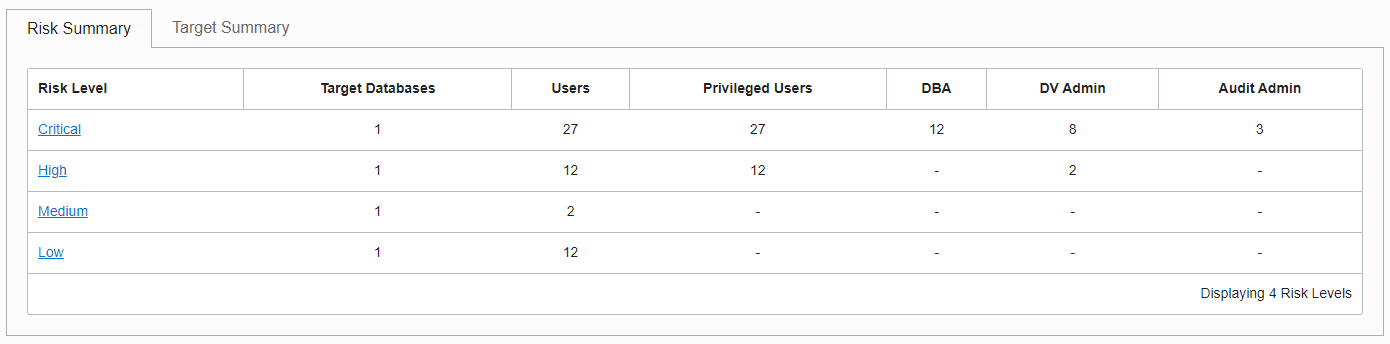 Risk Summary Target Summary
Risk Level Target Databases Users Privileged Users DBA DV Admin Audit Admin
Critical 1 27 27 12 8 3
High 1 12 12 - 2 -
Medium 1 2 - - - -
Low 1 12 - - - -
Displaying 4 Risk Levels